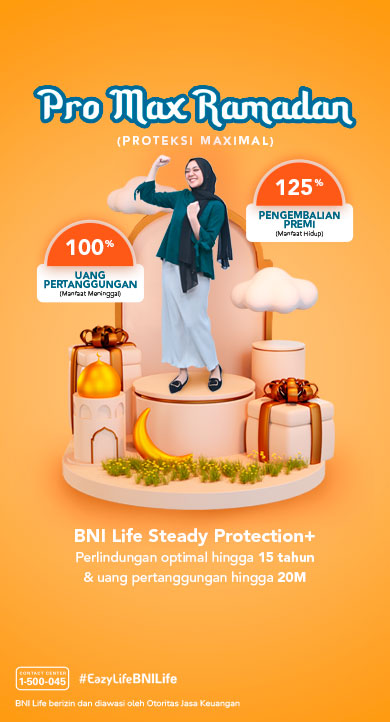 Pro Max Ramadan
(PROTEKSI MAXIMAL)
125%
PENGEMBALIAN
PREMI
(Manfaat Hidup)
100%
UANG
PERTANGGUNGAN
(Manfaat Meninggal)
BNI Life Steady Protection+
Perlindungan optimal hingga 15 tahun
& uang pertanggungan hingga 20M
CONTACT CENTER
1-500-045
#EazyLifeBNILife
BNI Life berizin dan diawasi oleh Otoritas Jasa Keuangan